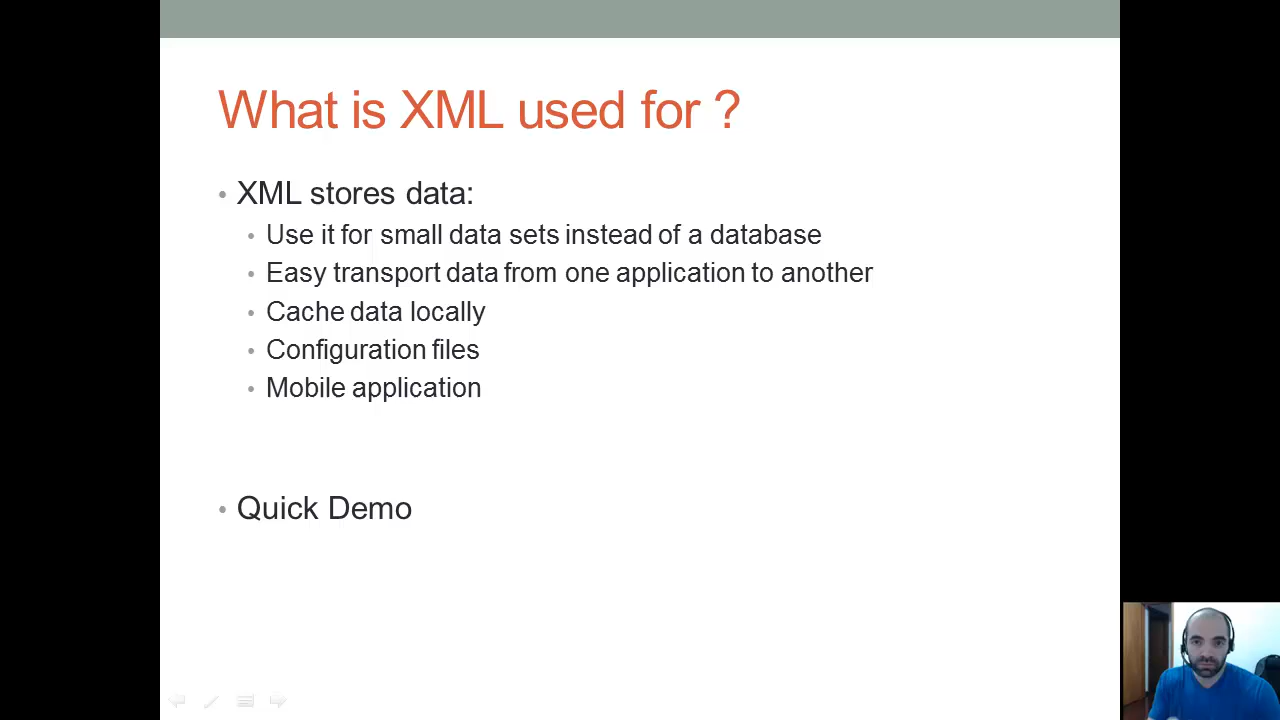 What is XML used for ?
• XML stores data:
• Use it for small data sets instead of a database
• Easy transport data from one application to another
• Cache data locally
• Configuration files
• Mobile application
• Quick Demo